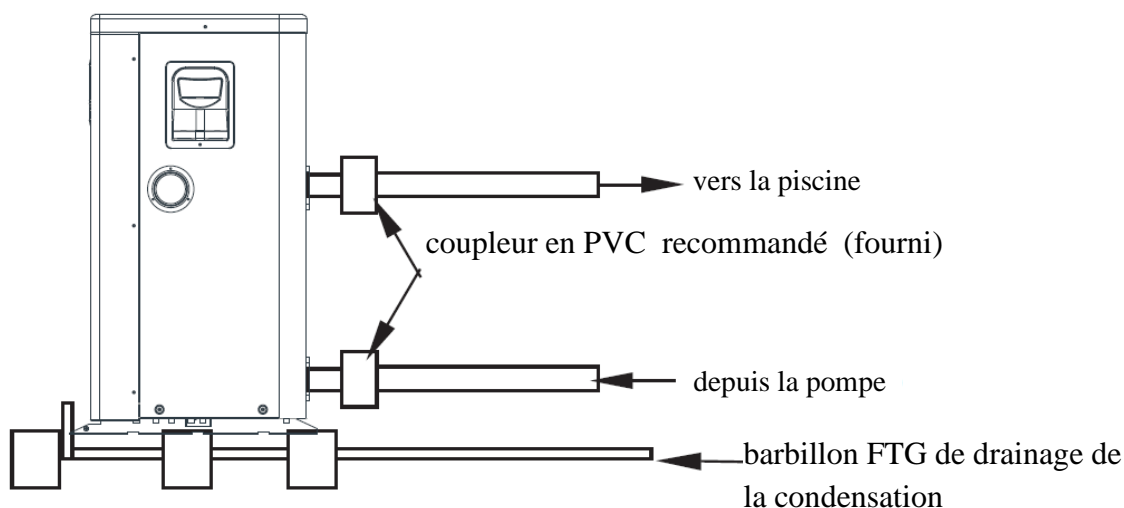 vers la piscine
coupleur en PVC recommandé (fourni)
depuis la pompe
barbillon FTG de drainage de
la condensation